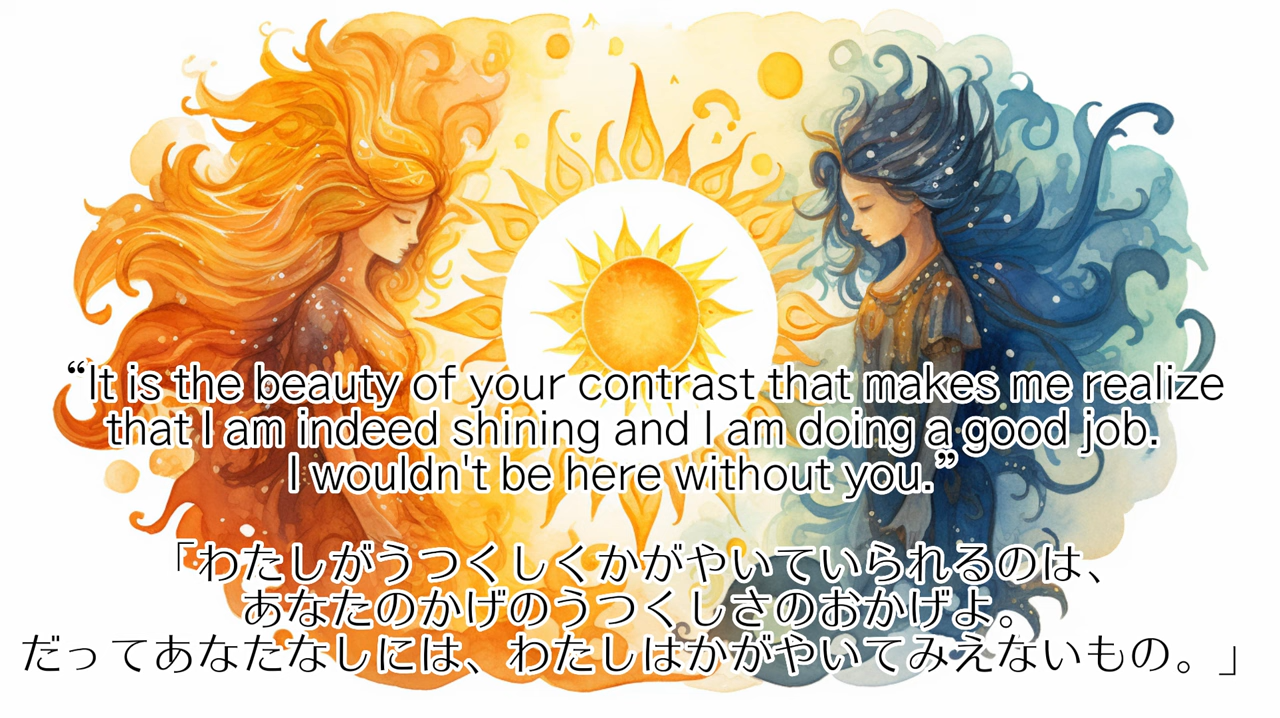 “It is the beauty of your contrast that makes me realize
that I am indeed shining and I am doing a good job.
I wouldn't be here without you.”
「わたしがうつくしくかがやいていられるのは、
あなたのかげのうつくしさのおかげよ。
だってあなたなしには、わたしはかがやいてみえないもの。」